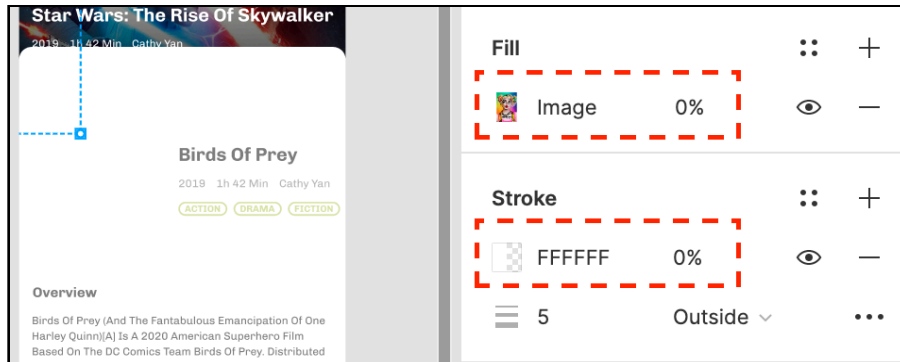 Star Wars: The Rise Of Skywalker
2019 1h 42 Min Cathy Yan
Birds Of Prey
2019 1h 42 Min Cathy Yan
ACTION DRAMA FICTION
Overview
Birds Of Prey (And The Fantabulous Emancipation Of One
Harley Quinn)[A] Is A 2020 American Superhero Film
Based On The DC Comics Team Birds Of Prey. Distributed
Fill
Image 0%
Stroke
FFFFFF 0%
5 Outside